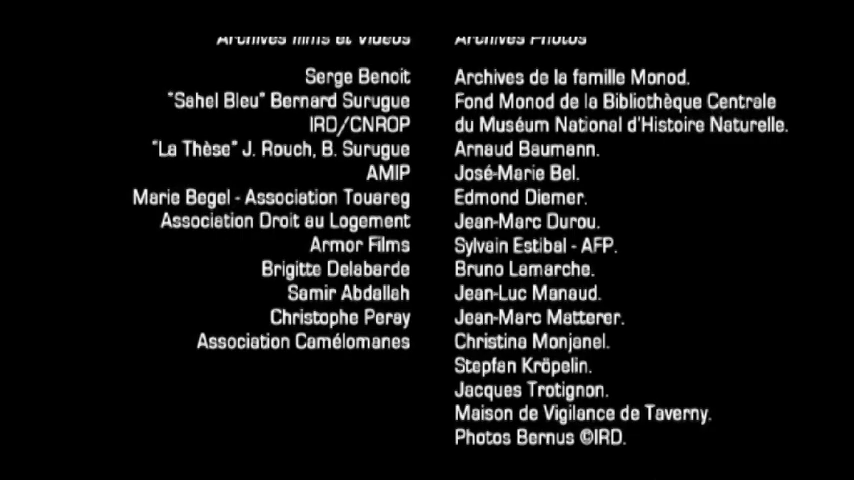 Archives films et vidéos
Serge Benoit
"Sahel Bleu" Bernard Surugue
IRD/CNROP
"La Thèse" J. Rouch, B. Surugue
AMIP
Marie Begel - Association Touareg
Association Droit au Logement
Armor Films
Brigitte Delabarde
Samir Abdallah
Christophe Peray
Association Camélomanes
Archives Photos
Archives de la famille Monod.
Fond Monod de la Bibliothèque Centrale
du Muséum National d'Histoire Naturelle.
Arnaud Baumann.
José-Marie Bel.
Edmond Diemer.
Jean-Marc Durou.
Sylvain Estibal - AFP.
Bruno Lamarche.
Jean-Luc Manaud.
Jean-Marc Matterer.
Christina Monjanel.
Stepfan Kröpelin.
Jacques Trotignon.
Maison de Vigilance de Taverny.
Photos Bernus ©IRD.